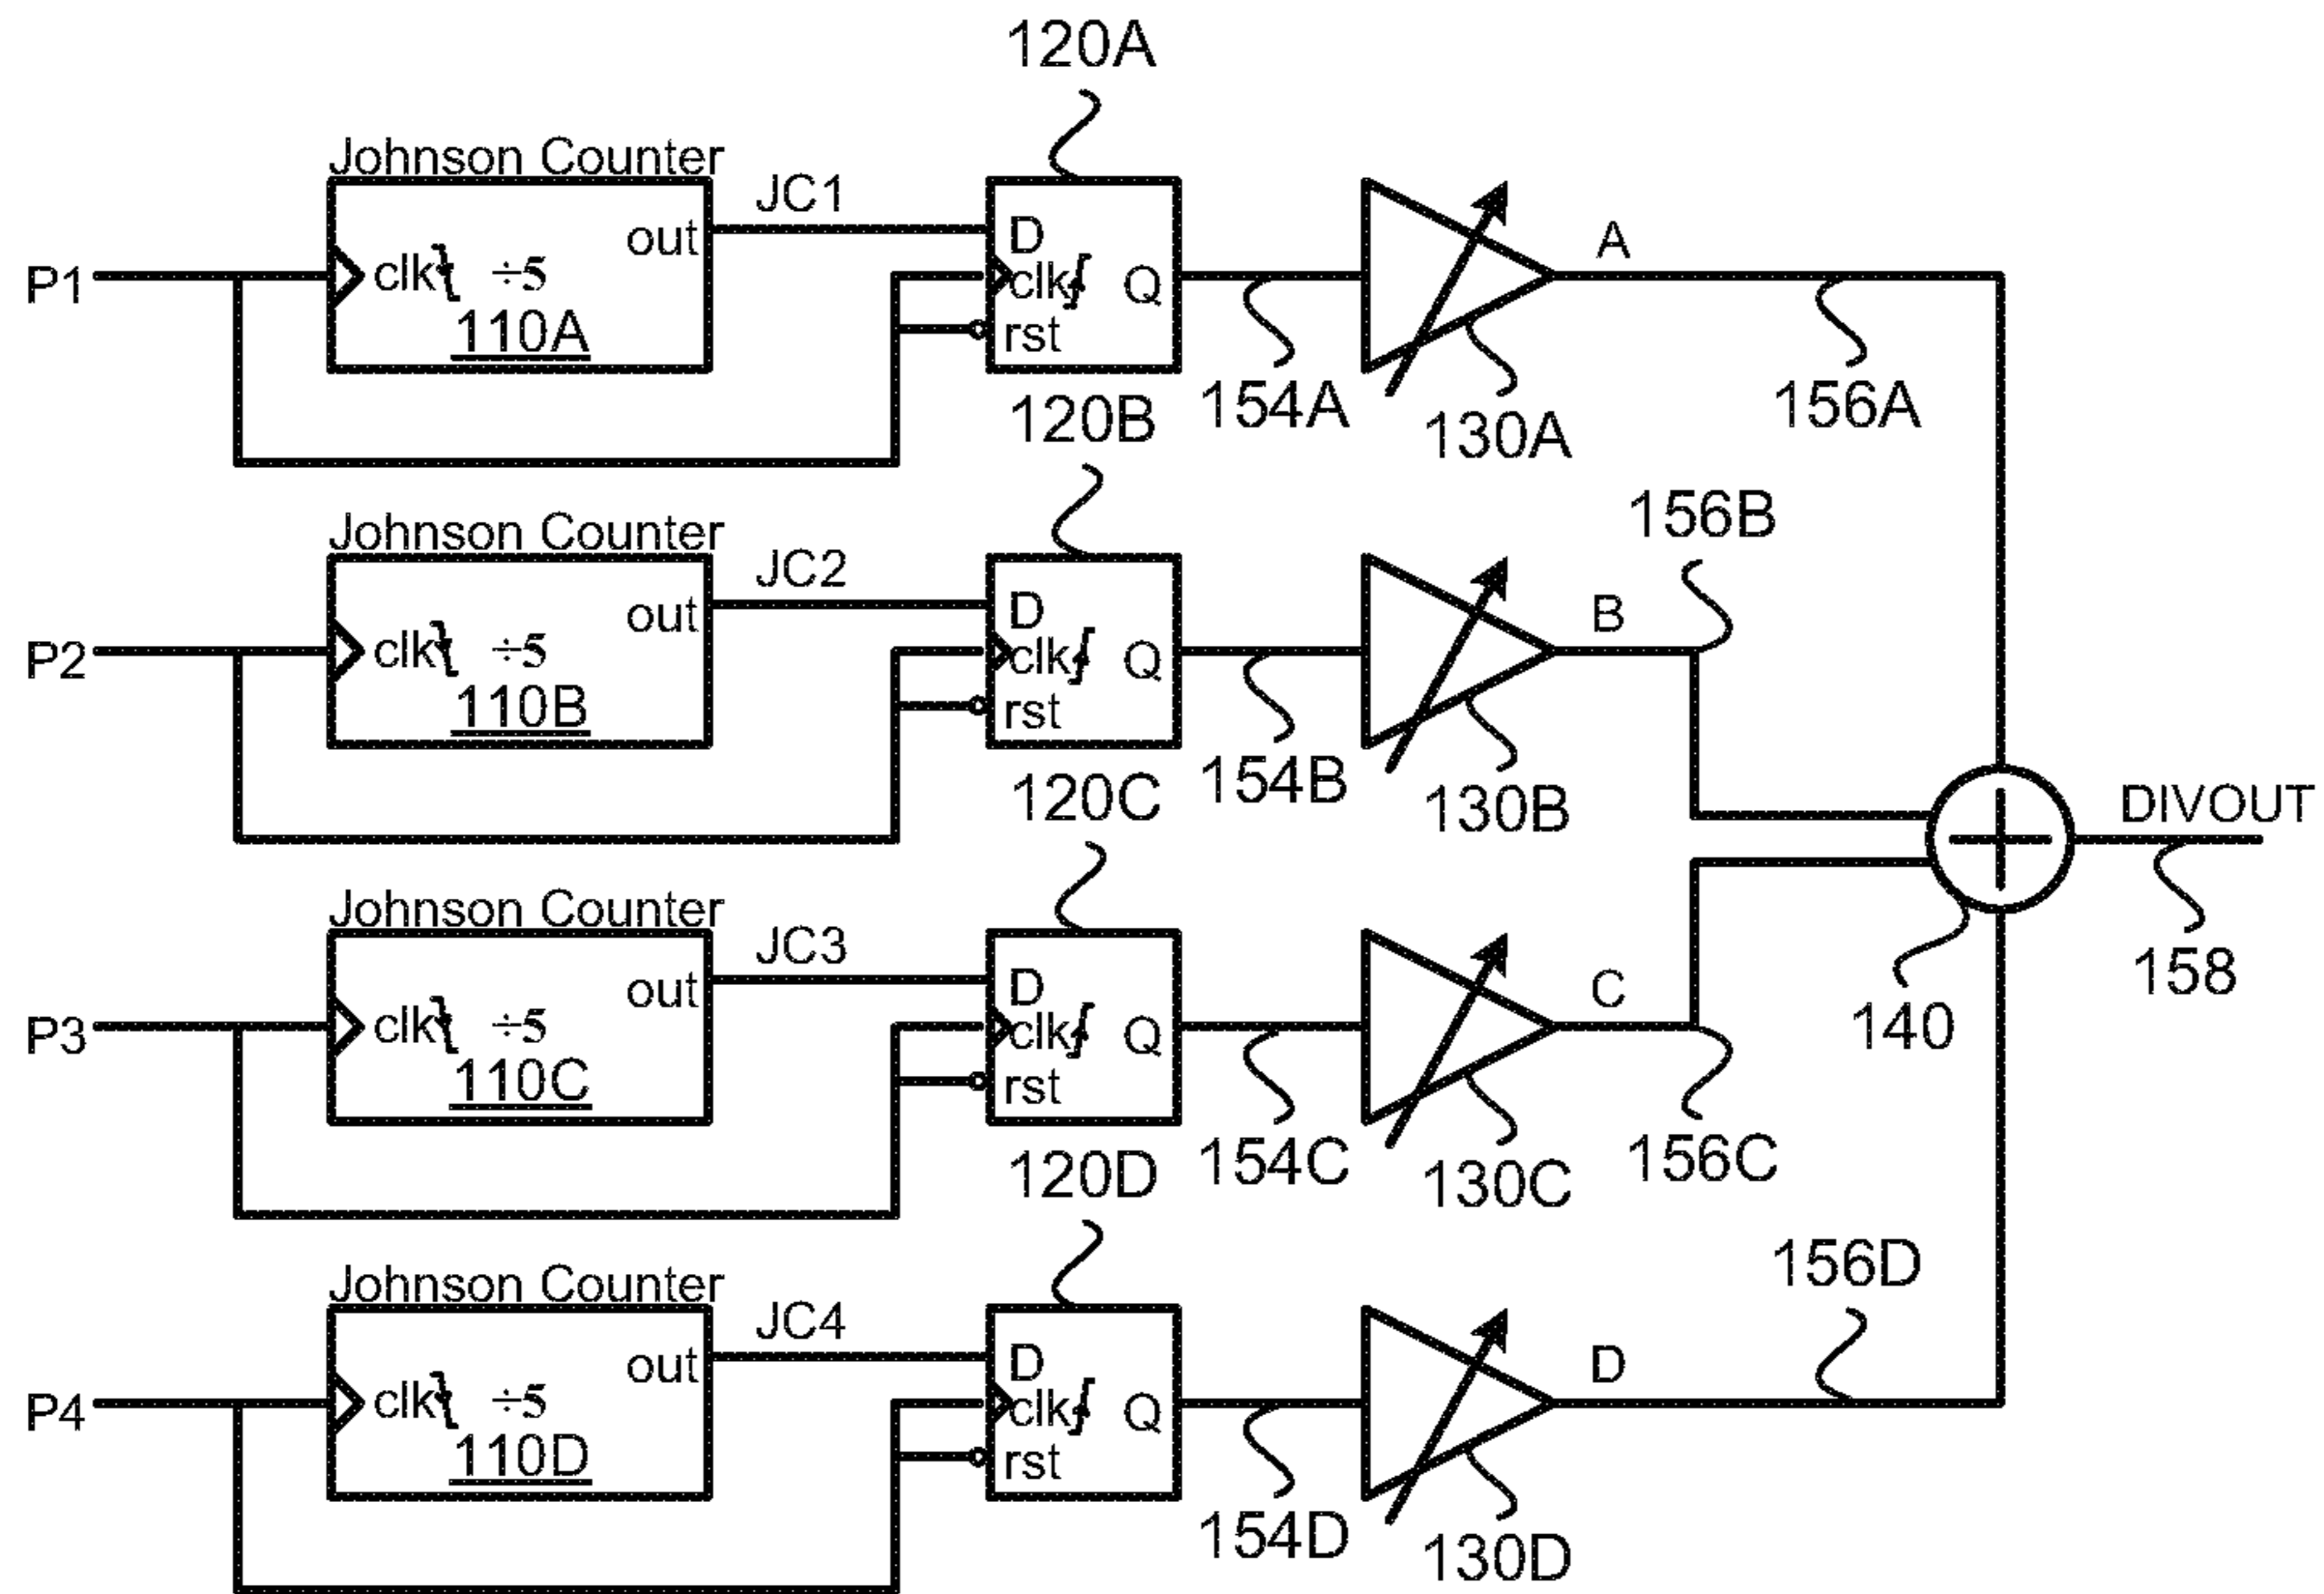 120A
Johnson Counter
JC1
out
D
A
P1
clk
÷5
clk
Q
110A
rst
154A
130A
156A
120B
156B
Johnson Counter
JC2
out
D
B
P2
clk
÷5
clk
Q
110B
rst
154B
130B
DIVOUT
120C
Johnson Counter
JC3
out
D
C
158
140
P3
clk
÷5
clk
Q
110C
rst
154C
130C
156C
120D
156D
Johnson Counter
JC4
out
D
D
P4
clk
÷5
clk
Q
110D
rst
154D
130D